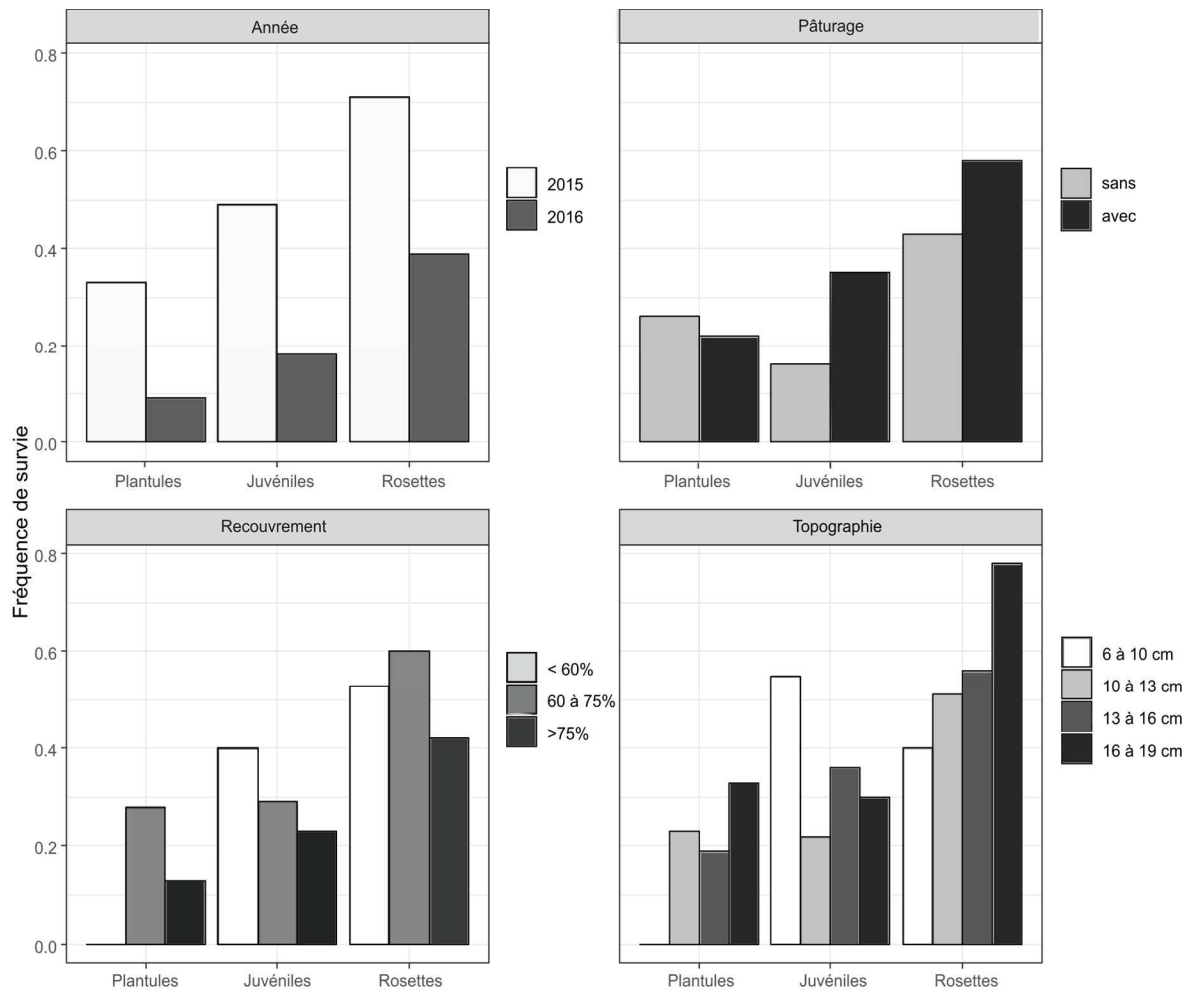 Année
Pâturage
0.8
0.6
0.4
0.2
0.0
2015
2016
sans
avec
Plantules Juvéniles Rosettes
Plantules Juvéniles Rosettes
Fréquence de survie
Recouvrement
Topographie
0.8
0.6
0.4
0.2
0.0
< 60%
60 à 75%
>75%
6 à 10 cm
10 à 13 cm
13 à 16 cm
16 à 19 cm
Plantules Juvéniles Rosettes
Plantules Juvéniles Rosettes